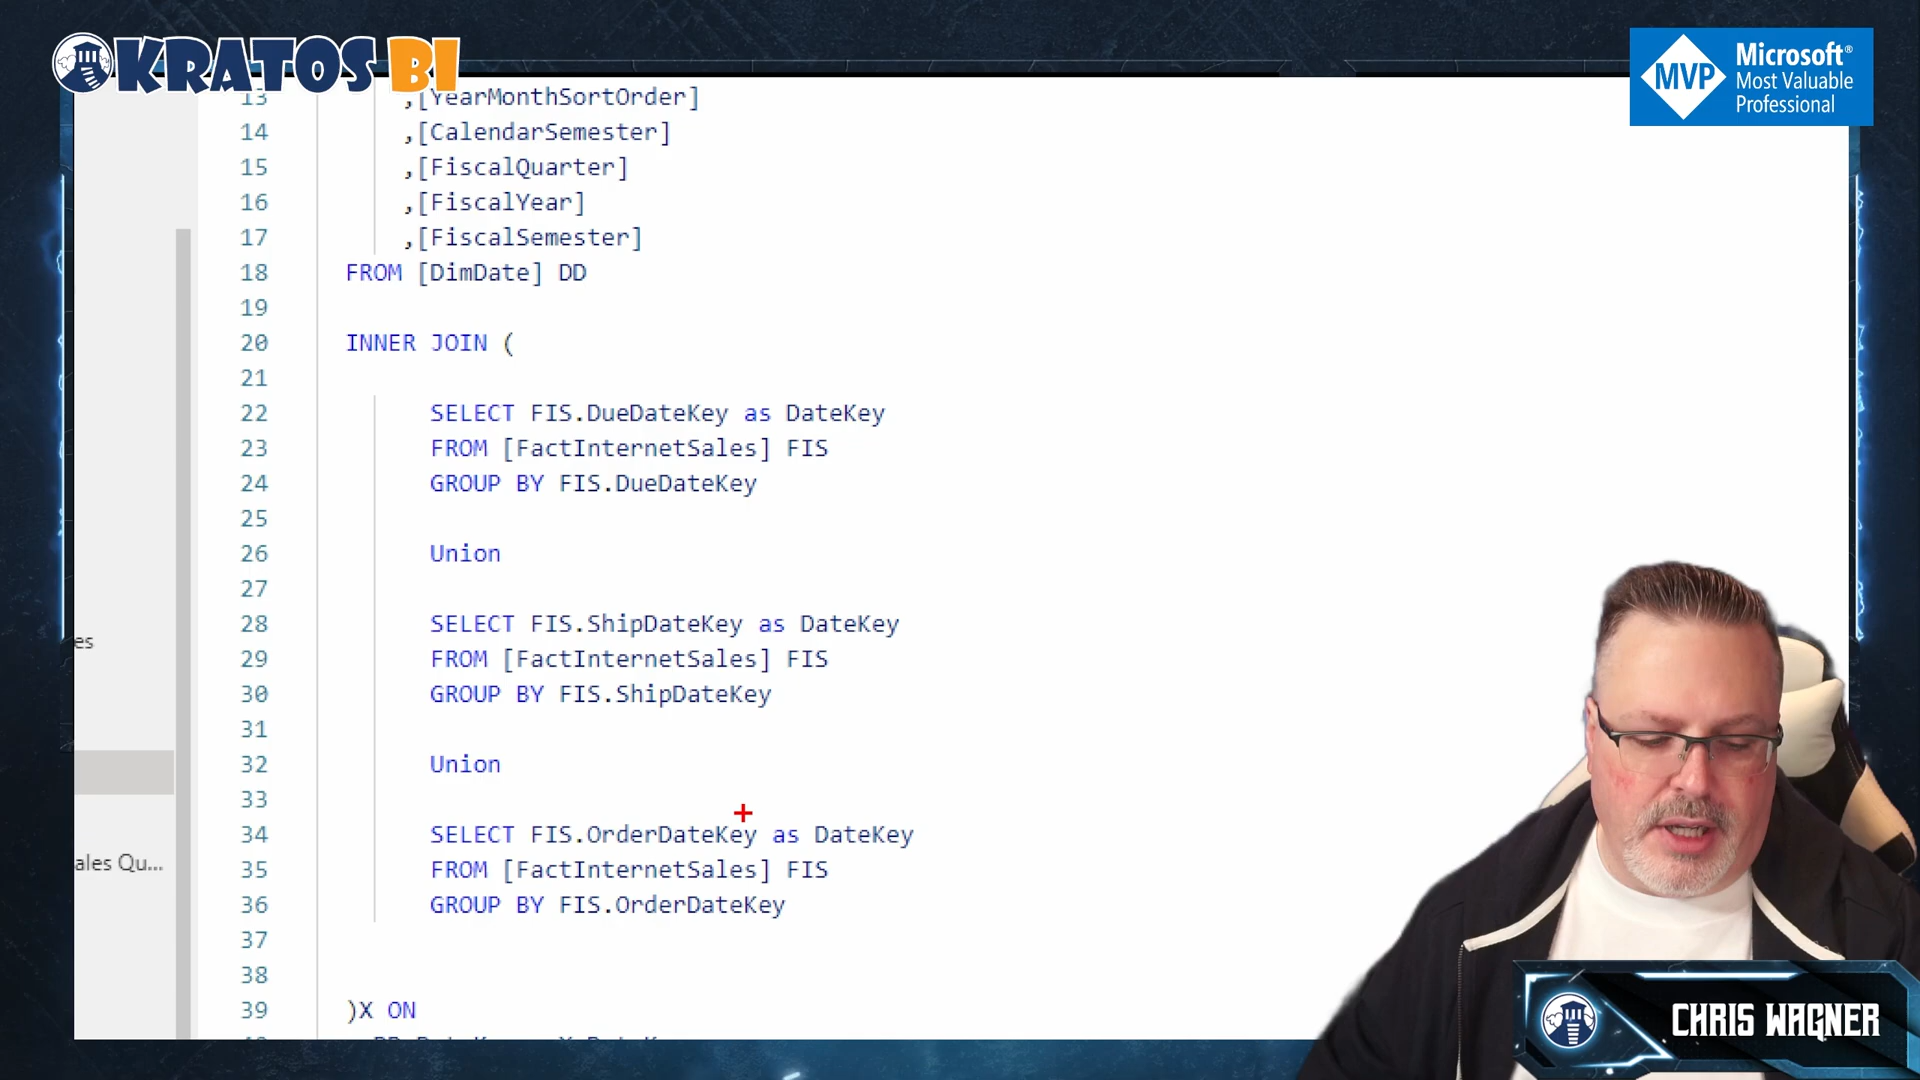 KRATOS BI
MVP
Microsoft®
Most Valuable
Professional
13 ,[YearMonthSortOrder]
14 ,[CalendarSemester]
15 ,[FiscalQuarter]
16 ,[FiscalYear]
17 ,[FiscalSemester]
18 FROM [DimDate] DD
19
20 INNER JOIN (
21
22 SELECT FIS.DueDateKey as DateKey
23 FROM [FactInternetSales] FIS
24 GROUP BY FIS.DueDateKey
25
26 Union
27
28 SELECT FIS.ShipDateKey as DateKey
es
29 FROM [FactInternetSales] FIS
30 GROUP BY FIS.ShipDateKey
31
32 Union
33
34 SELECT FIS.OrderDateKey as DateKey
ales Qu...
35 FROM [FactInternetSales] FIS
36 GROUP BY FIS.OrderDateKey
37
38
39 )X ON
CHRIS WAGNER